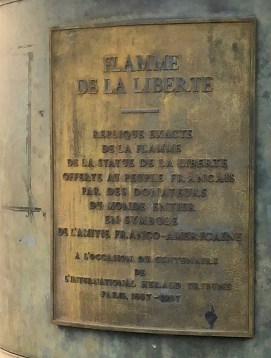 FLAMME
DE LA LIBERTE
REPLIQUE EXACTE
DE LA FLAMME
DE LA STATUE DE LA LIBERTE
OFFERTE AU PEUPLE FRANCAIS
PAR DES DONATEURS
DU MONDE ENTIER
EN SYMBOLE
DE L'AMITIE FRANCO-AMERICAINE
A L'OCCASION DU CENTENAIRE
DE
L'INTERNATIONAL HERALD TRIBUNE
PARIS, 1887-1987